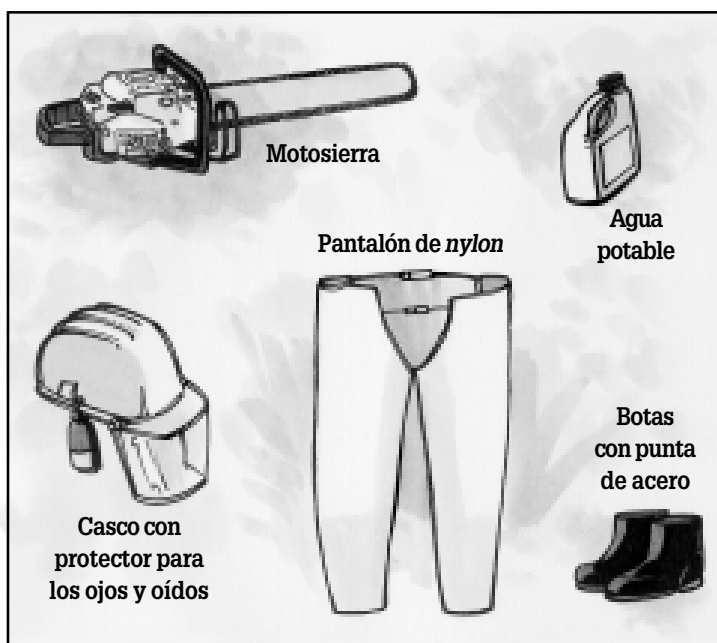 Motosierra
Agua
potable
Pantalón de nylon
Casco con
protector para
los ojos y oídos
Botas
con punta
de acero